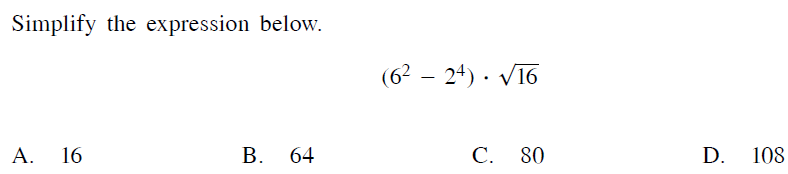 Simplify the expression below.
(6² − 2⁴) · √16
A. 16 B. 64 C. 80 D. 108